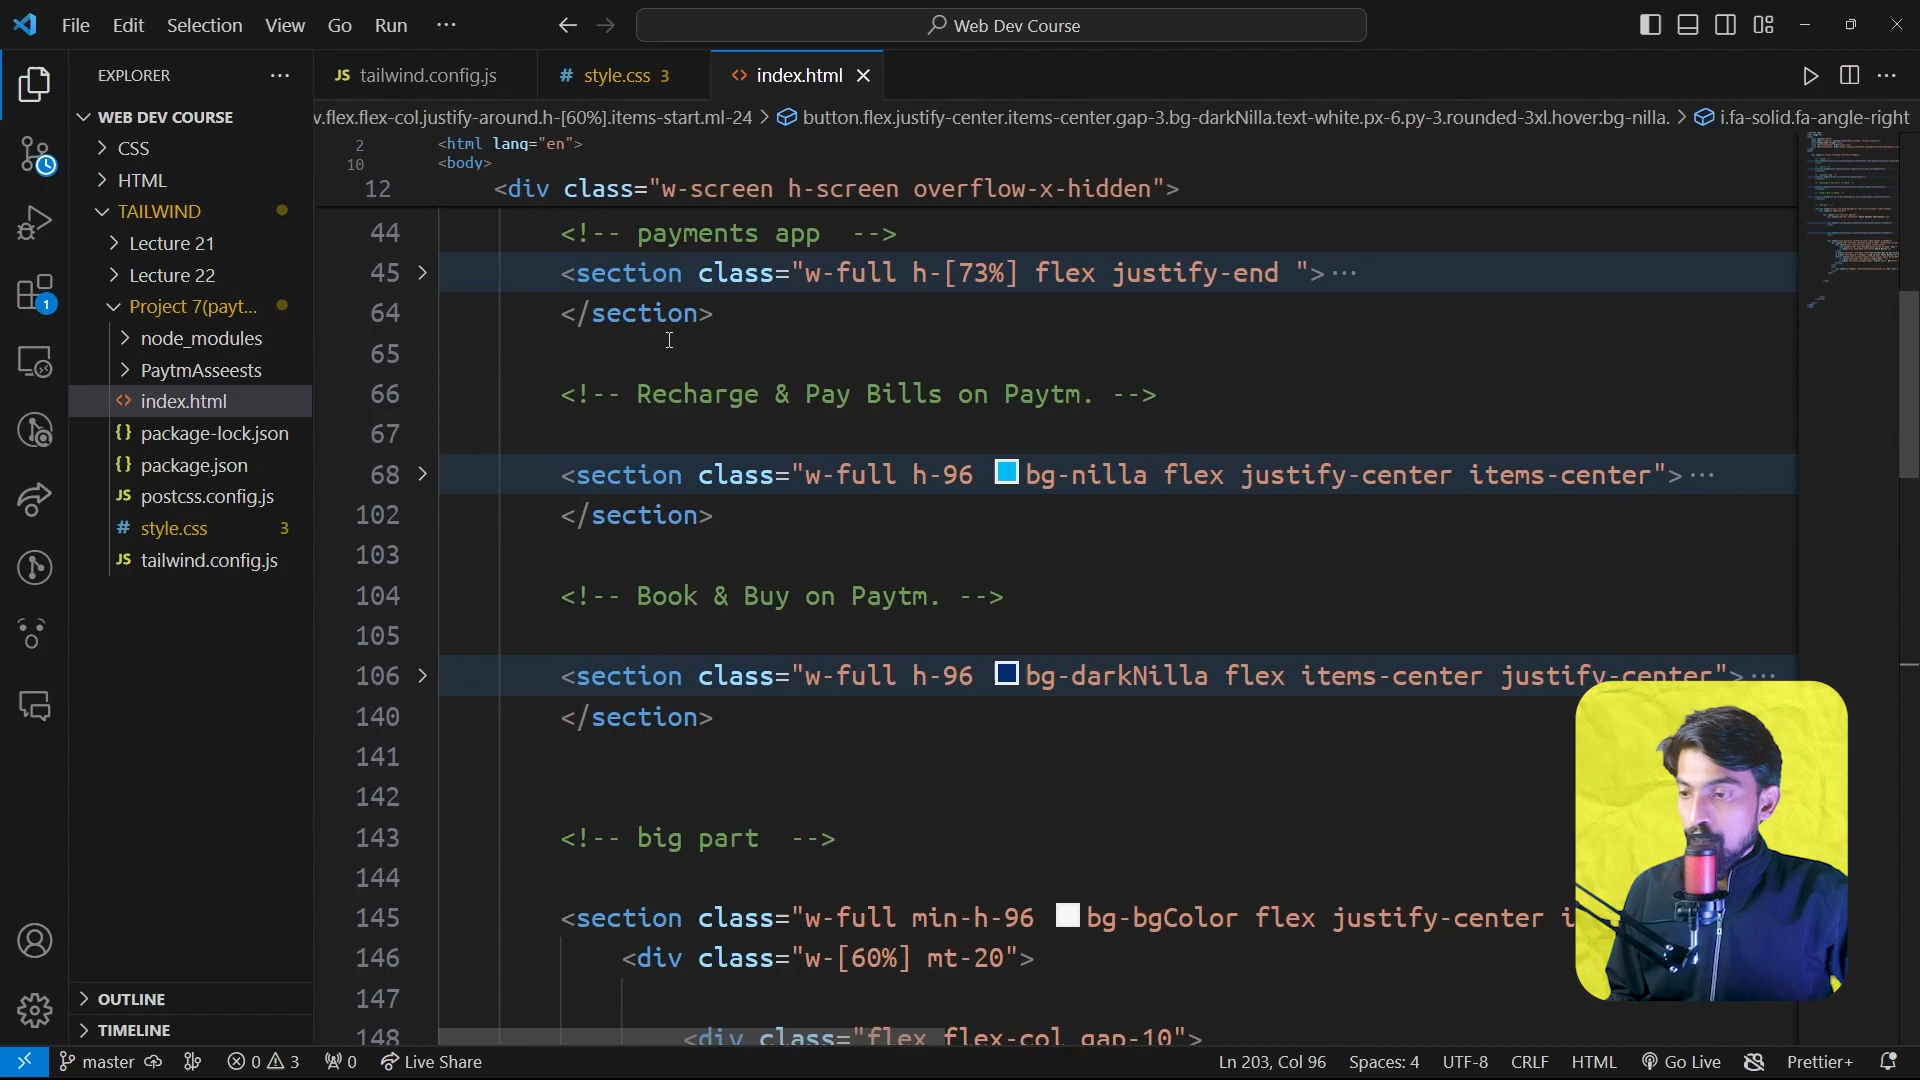 File Edit Selection View Go Run ··· Web Dev Course
EXPLORER ···
WEB DEV COURSE
CSS
HTML
TAILWIND
Lecture 21
Lecture 22
Project 7(payt...
node_modules
PaytmAsseests
<> index.html
{} package-lock.json
{} package.json
JS postcss.config.js
# style.css 3
JS tailwind.config.js
OUTLINE
TIMELINE
1
JS tailwind.config.js # style.css 3 <> index.html
v.flex.flex-col.justify-around.h-[60%].items-start.ml-24 > button.flex.justify-center.items-center.gap-3.bg-darkNilla.text-white.px-6.py-3.rounded-3xl.hover:bg-nilla. > i.fa-solid.fa-angle-right
2 <html lang="en">
10 <body>
12 <div class="w-screen h-screen overflow-x-hidden">
44 <!-- payments app -->
45 <section class="w-full h-[73%] flex justify-end ">···
64 </section>
65
66 <!-- Recharge & Pay Bills on Paytm. -->
67
68 <section class="w-full h-96 bg-nilla flex justify-center items-center">···
102 </section>
103
104 <!-- Book & Buy on Paytm. -->
105
106 <section class="w-full h-96 bg-darkNilla flex items-center justify-center">···
140 </section>
141
142
143 <!-- big part -->
144
145 <section class="w-full min-h-96 bg-bgColor flex justify-center i
146 <div class="w-[60%] mt-20">
147
148 <div class="flex flex-col gap-10">
master 0 3 0 Live Share Ln 203, Col 96 Spaces: 4 UTF-8 CRLF HTML Go Live Prettier+